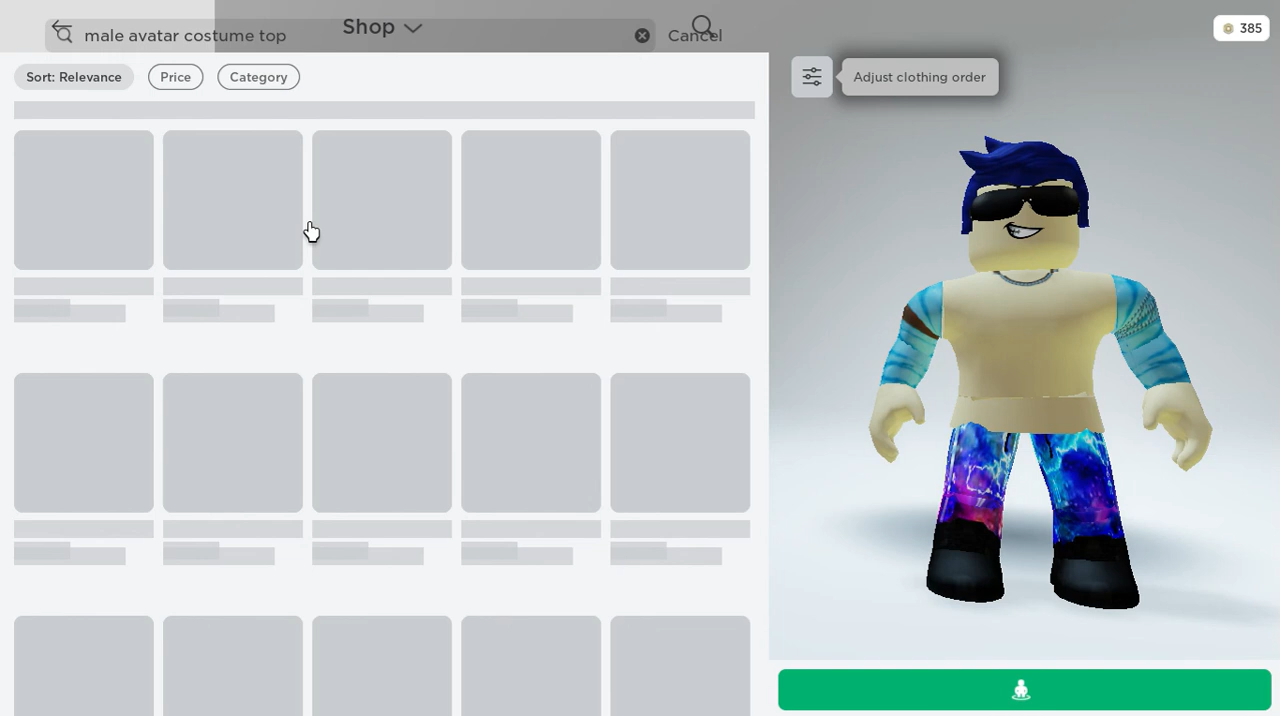 Shop
male avatar costume top
Cancel
385
Sort: Relevance
Price
Category
Adjust clothing order